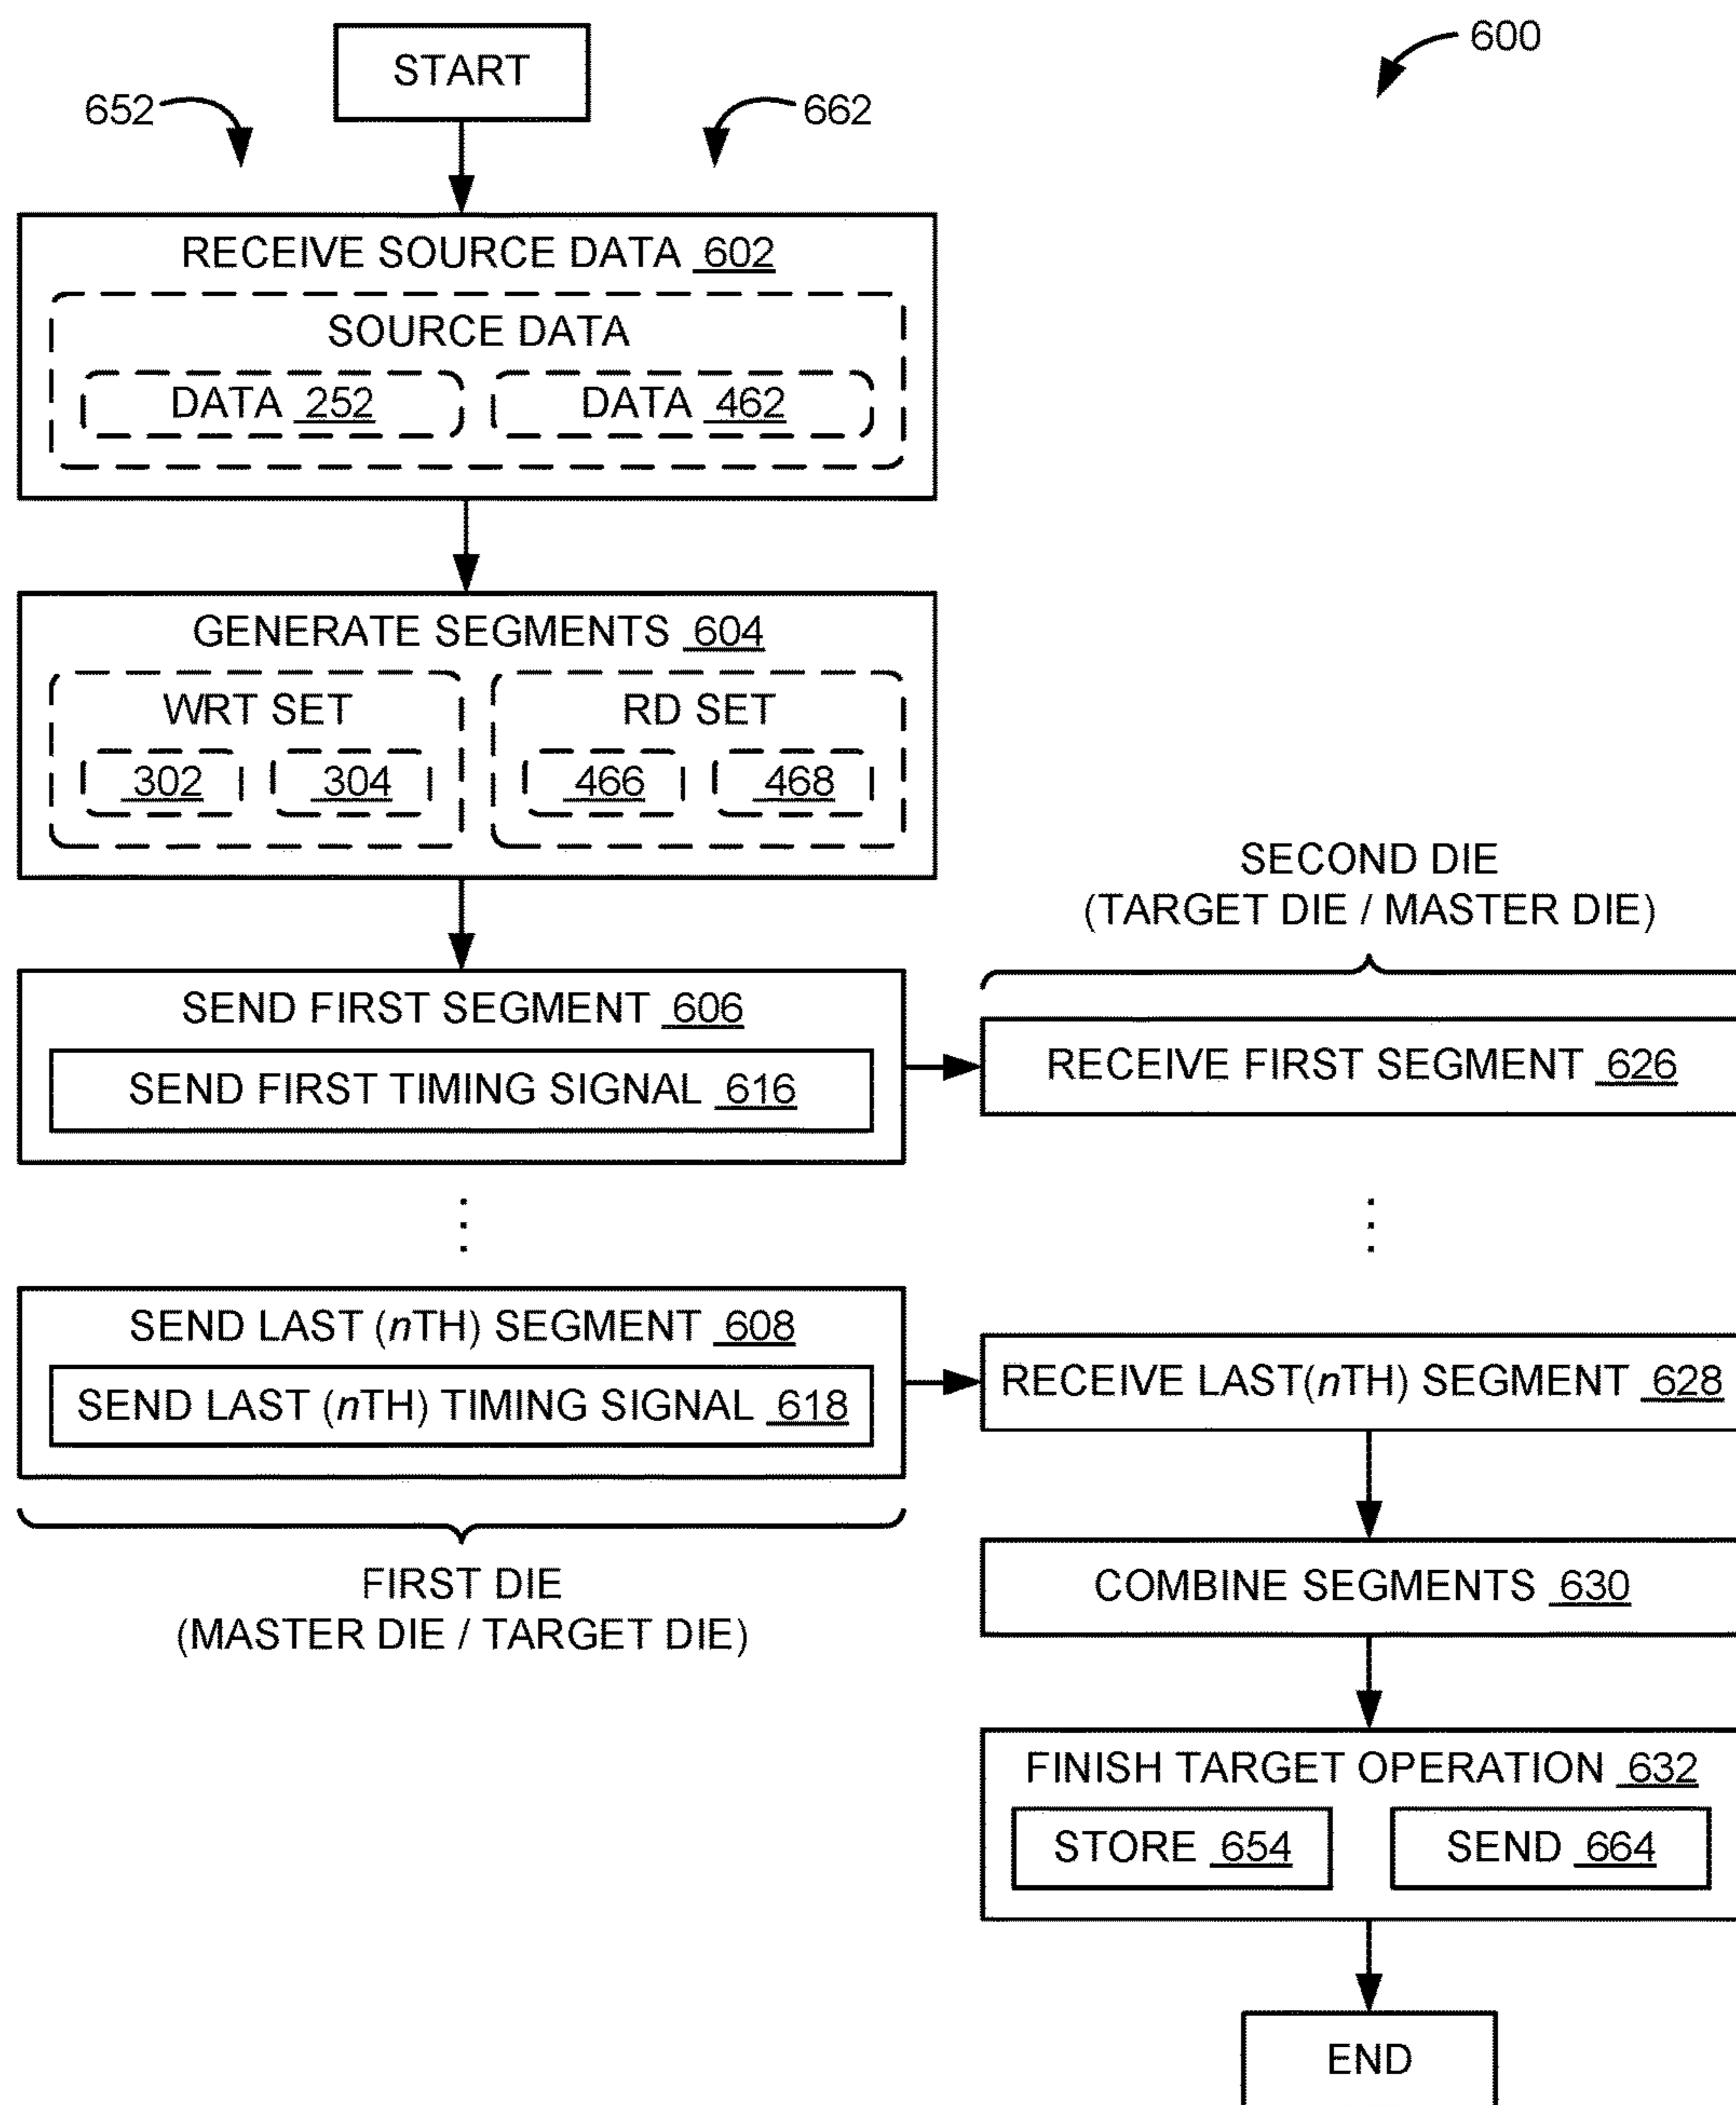 START
600
652
662
RECEIVE SOURCE DATA 602
SOURCE DATA
DATA 252
DATA 462
GENERATE SEGMENTS 604
WRT SET
302 304
RD SET
466 468
SEND FIRST SEGMENT 606
SEND FIRST TIMING SIGNAL 616
SECOND DIE
(TARGET DIE / MASTER DIE)
RECEIVE FIRST SEGMENT 626
⋮
⋮
SEND LAST (nTH) SEGMENT 608
SEND LAST (nTH) TIMING SIGNAL 618
FIRST DIE
(MASTER DIE / TARGET DIE)
RECEIVE LAST(nTH) SEGMENT 628
COMBINE SEGMENTS 630
FINISH TARGET OPERATION 632
STORE 654
SEND 664
END